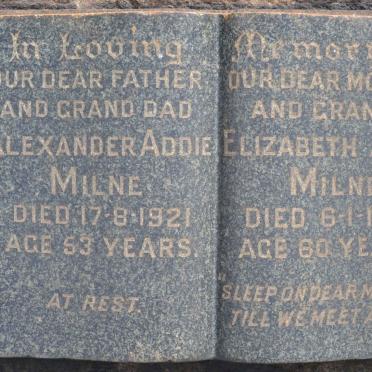 In Loving
OUR DEAR FATHER
AND GRAND DAD
ALEXANDER ADDIE
MILNE
DIED 17-8-1921
AGE 53 YEARS.
AT REST.
Memor
OUR DEAR MO
AND GRAN
ELIZABETH
MILN
DIED 6-1-1
AGE 60 YE
"SLEEP ON DEAR M
TILL WE MEET A